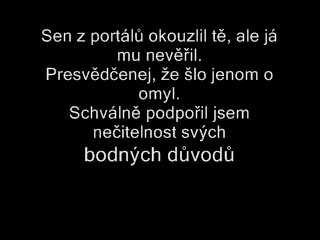 Sen z portálů okouzlil tě, ale já
mu nevěřil.
Presvědčenej, že šlo jenom o
omyl.
Schválně podpořil jsem
nečitelnost svých
bodných důvodů